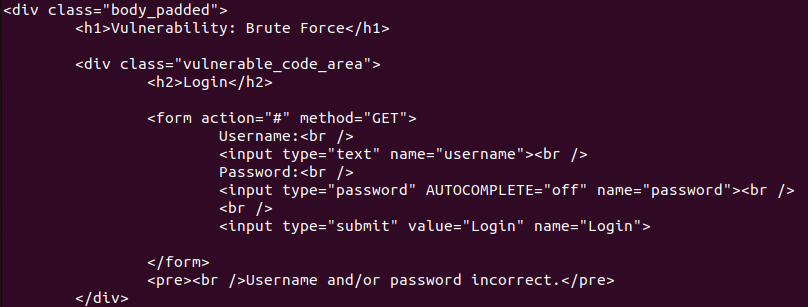 <div class="body_padded">
<h1>Vulnerability: Brute Force</h1>
<div class="vulnerable_code_area">
<h2>Login</h2>
<form action="#" method="GET">
Username:<br />
<input type="text" name="username"><br />
Password:<br />
<input type="password" AUTOCOMPLETE="off" name="password"><br />
<br />
<input type="submit" value="Login" name="Login">
</form>
<pre><br />Username and/or password incorrect.</pre>
</div>